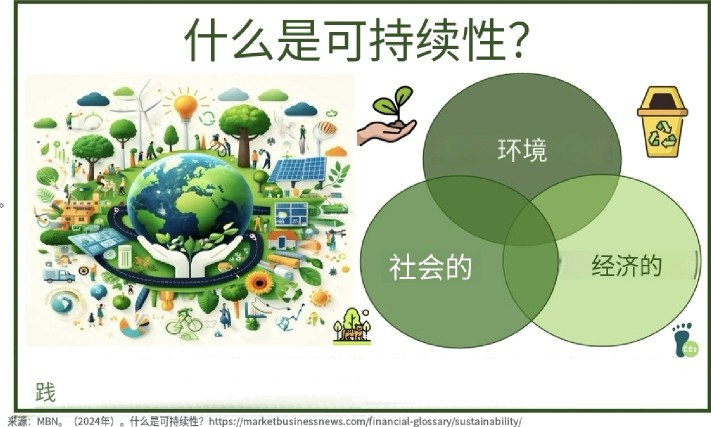 什么是可持续性?
环境
社会的
经济的
CO₂
践
来源：MBN。（2024年）。什么是可持续性? https://marketbusinessnews.com/financial-glossary/sustainability/